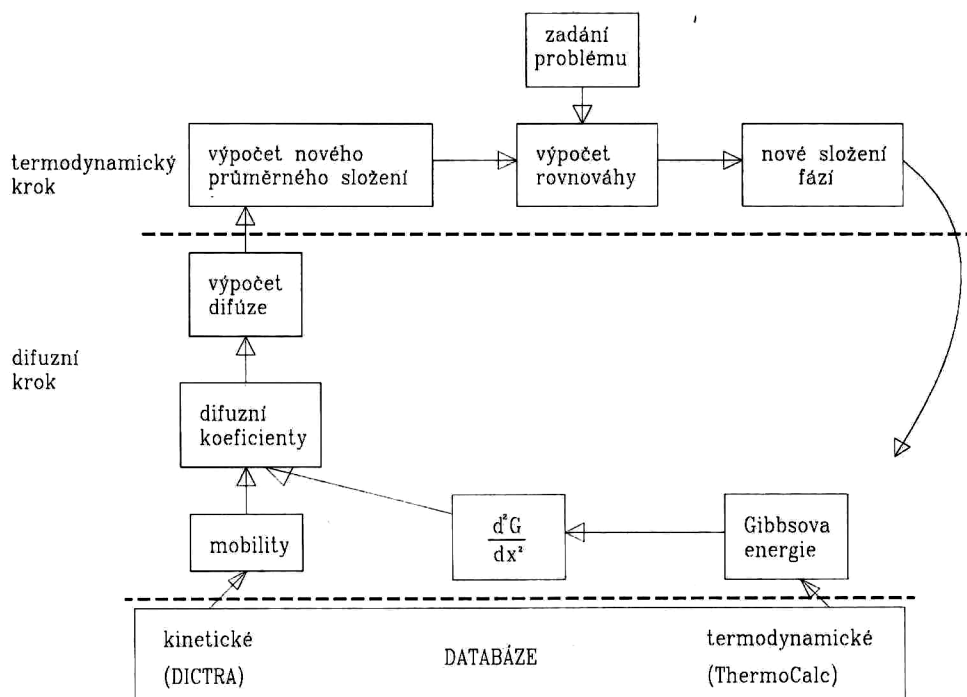 zadání
problému
termodynamický
krok
výpočet nového
průměrného složení
výpočet
rovnováhy
nové složení
fází
výpočet
difúze
difuzní
krok
difuzní
koeficienty
mobility
d²G
dx²
Gibbsova
energie
kinetické
(DICTRA)
DATABÁZE
termodynamické
(ThermoCalc)